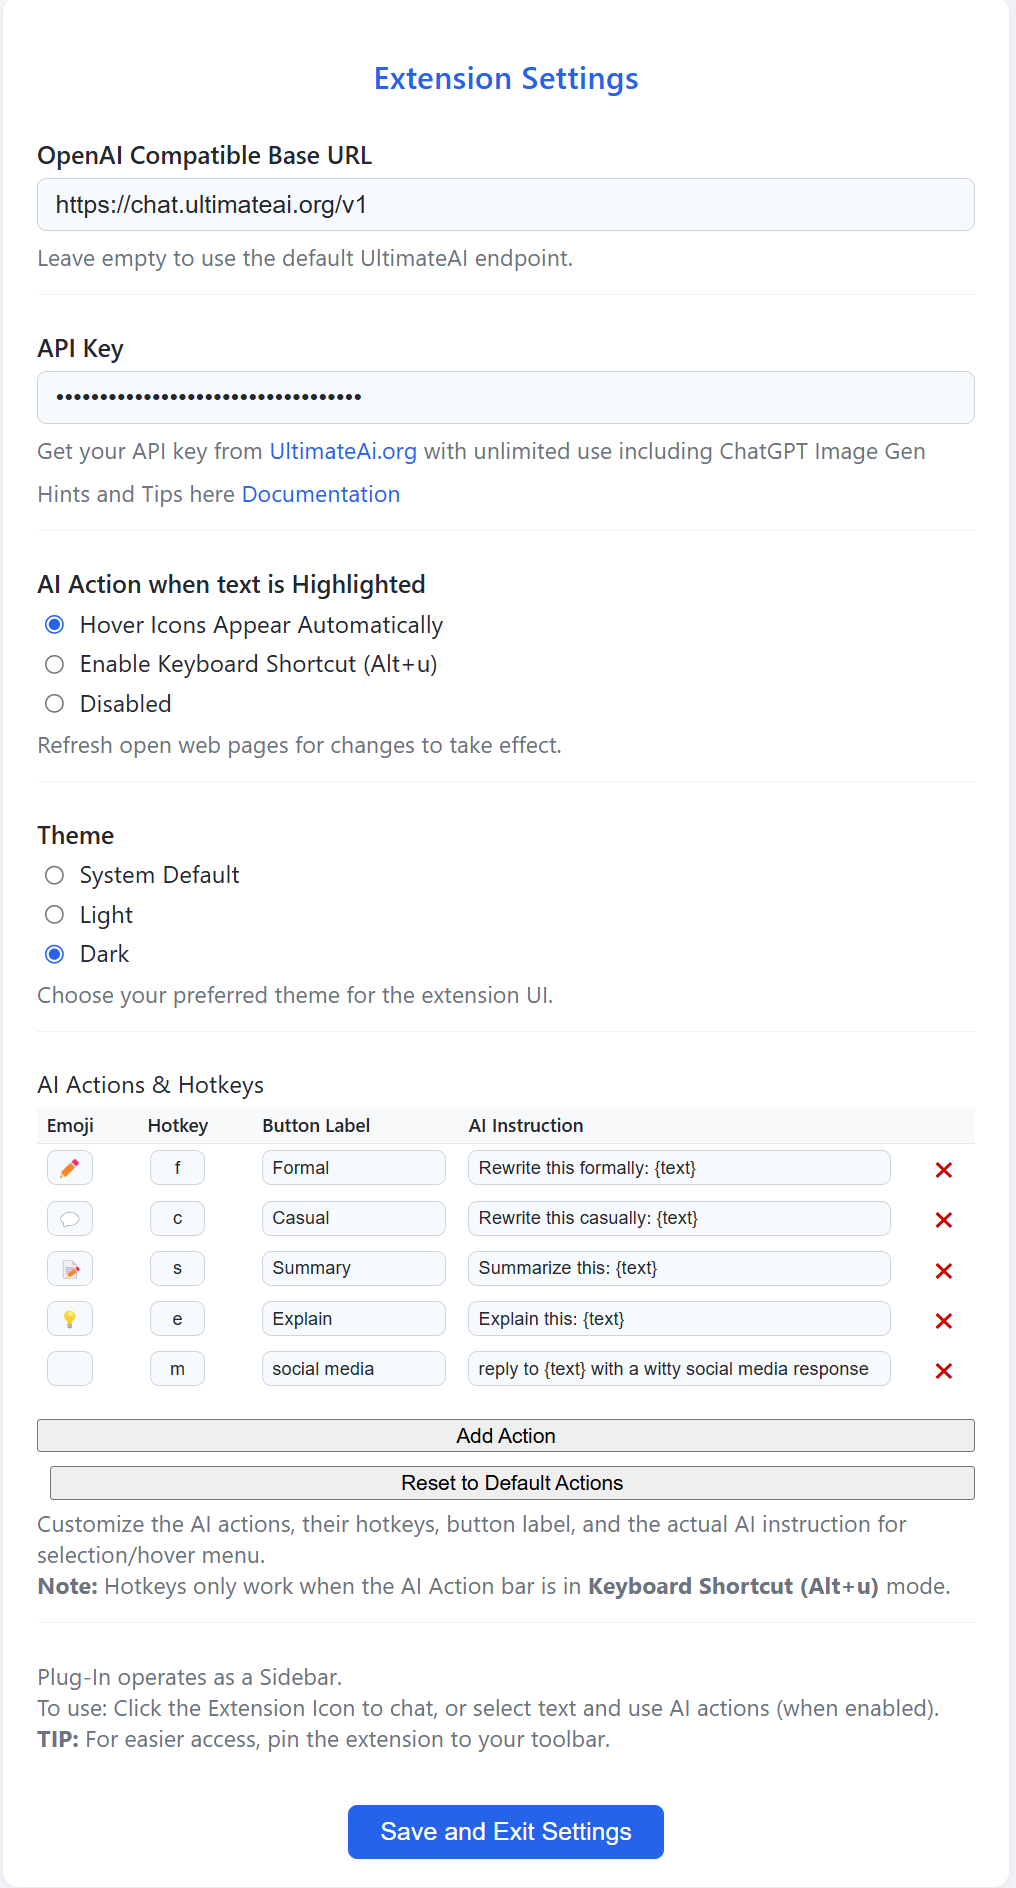 Extension Settings
OpenAI Compatible Base URL
https://chat.ultimateai.org/v1
Leave empty to use the default UltimateAI endpoint.
API Key
•••••••••••••••••••••••••••••••••••
Get your API key from UltimateAi.org with unlimited use including ChatGPT Image Gen
Hints and Tips here Documentation
AI Action when text is Highlighted
Hover Icons Appear Automatically
Enable Keyboard Shortcut (Alt+u)
Disabled
Refresh open web pages for changes to take effect.
Theme
System Default
Light
Dark
Choose your preferred theme for the extension UI.
AI Actions & Hotkeys
Emoji Hotkey Button Label AI Instruction
f Formal Rewrite this formally: {text}
c Casual Rewrite this casually: {text}
s Summary Summarize this: {text}
e Explain Explain this: {text}
m social media reply to {text} with a witty social media response
Add Action
Reset to Default Actions
Customize the AI actions, their hotkeys, button label, and the actual AI instruction for
selection/hover menu.
Note: Hotkeys only work when the AI Action bar is in Keyboard Shortcut (Alt+u) mode.
Plug-In operates as a Sidebar.
To use: Click the Extension Icon to chat, or select text and use AI actions (when enabled).
TIP: For easier access, pin the extension to your toolbar.
Save and Exit Settings